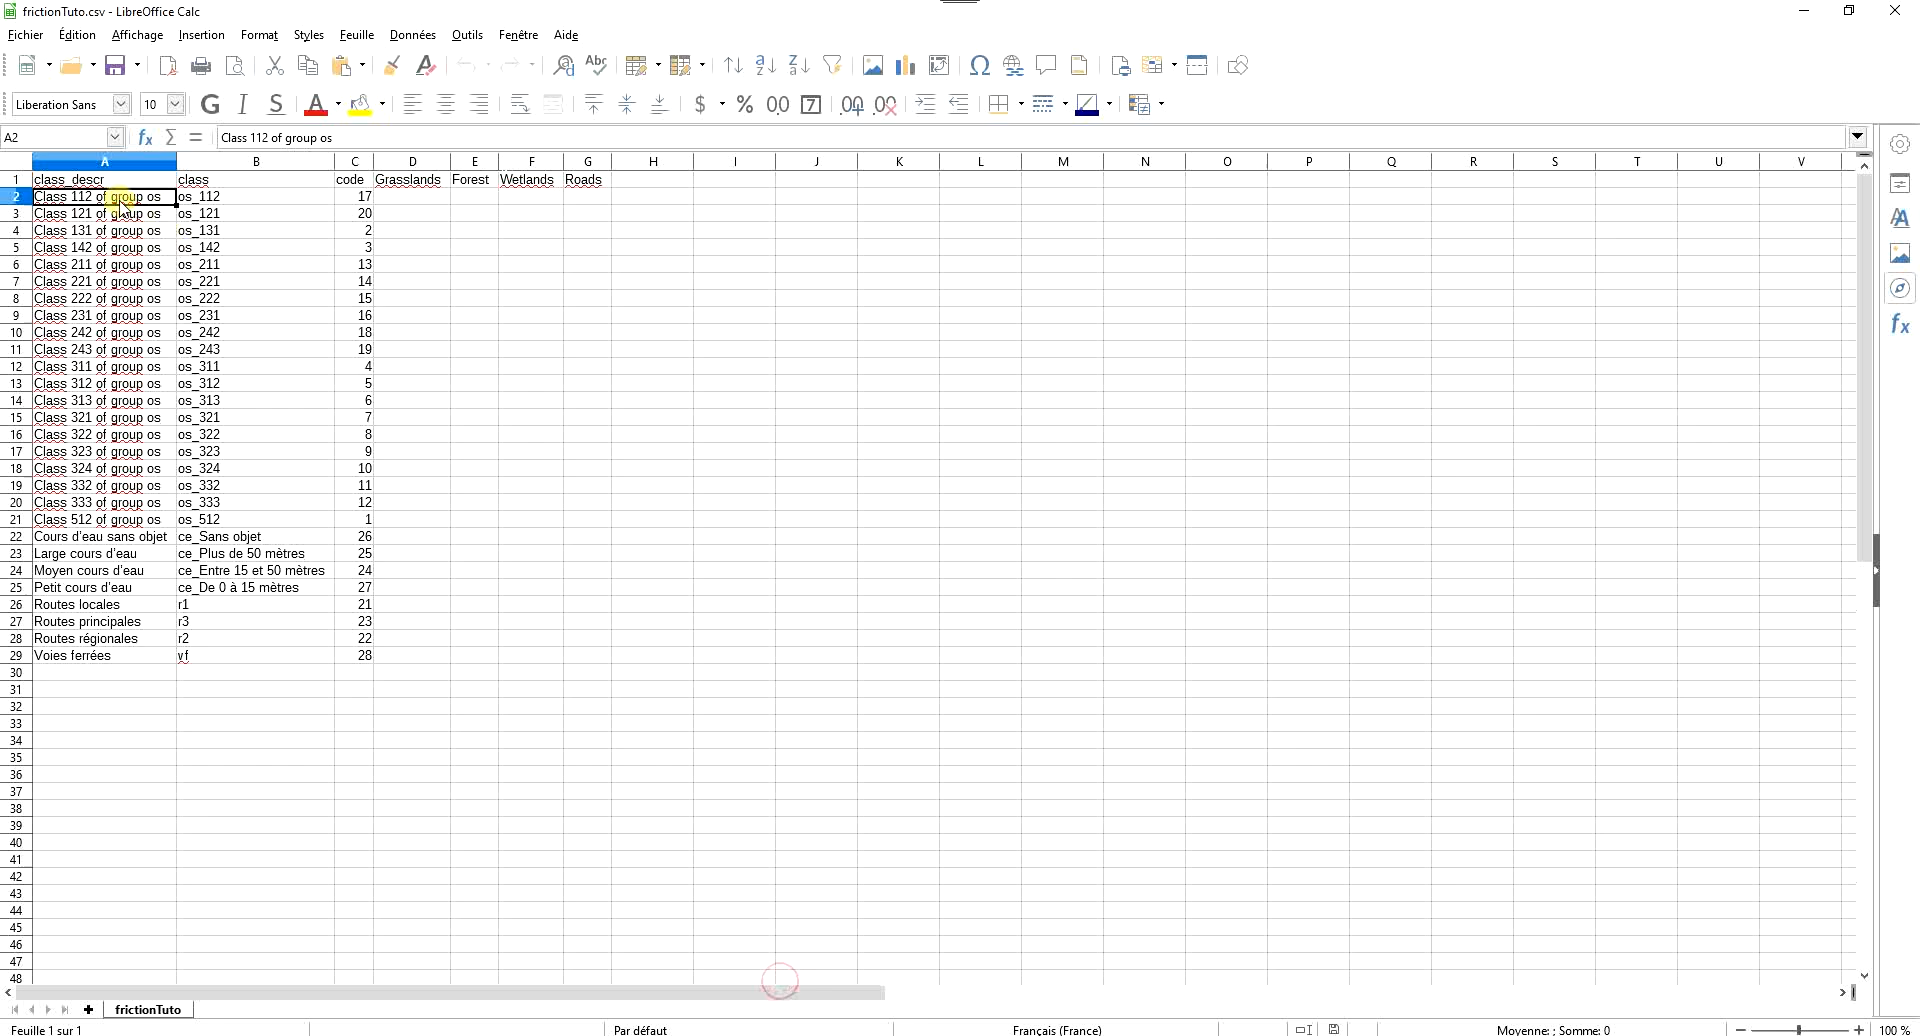 frictionTuto.csv - LibreOffice Calc
Fichier Édition Affichage Insertion Format Styles Feuille Données Outils Fenêtre Aide
Liberation Sans 10 G I S A $ % 00 7 00 00
A2 fx Σ = Class 112 of group os
A B C D E F G H I J K L M N O P Q R S T U V
1 class_descr class code Grasslands Forest Wetlands Roads
2 Class 112 of group os os_112 17
3 Class 121 of group os os_121 20
4 Class 131 of group os os_131 2
5 Class 142 of group os os_142 3
6 Class 211 of group os os_211 13
7 Class 221 of group os os_221 14
8 Class 222 of group os os_222 15
9 Class 231 of group os os_231 16
10 Class 242 of group os os_242 18
11 Class 243 of group os os_243 19
12 Class 311 of group os os_311 4
13 Class 312 of group os os_312 5
14 Class 313 of group os os_313 6
15 Class 321 of group os os_321 7
16 Class 322 of group os os_322 8
17 Class 323 of group os os_323 9
18 Class 324 of group os os_324 10
19 Class 332 of group os os_332 11
20 Class 333 of group os os_333 12
21 Class 512 of group os os_512 1
22 Cours d'eau sans objet ce_Sans objet 26
23 Large cours d'eau ce_Plus de 50 mètres 25
24 Moyen cours d'eau ce_Entre 15 et 50 mètres 24
25 Petit cours d'eau ce_De 0 à 15 mètres 27
26 Routes locales r1 21
27 Routes principales r3 23
28 Routes régionales r2 22
29 Voies ferrées vf 28
30
31
32
33
34
35
36
37
38
39
40
41
42
43
44
45
46
47
48
frictionTuto
Feuille 1 sur 1 Par défaut Français (France) Moyenne: ; Somme: 0 100 %